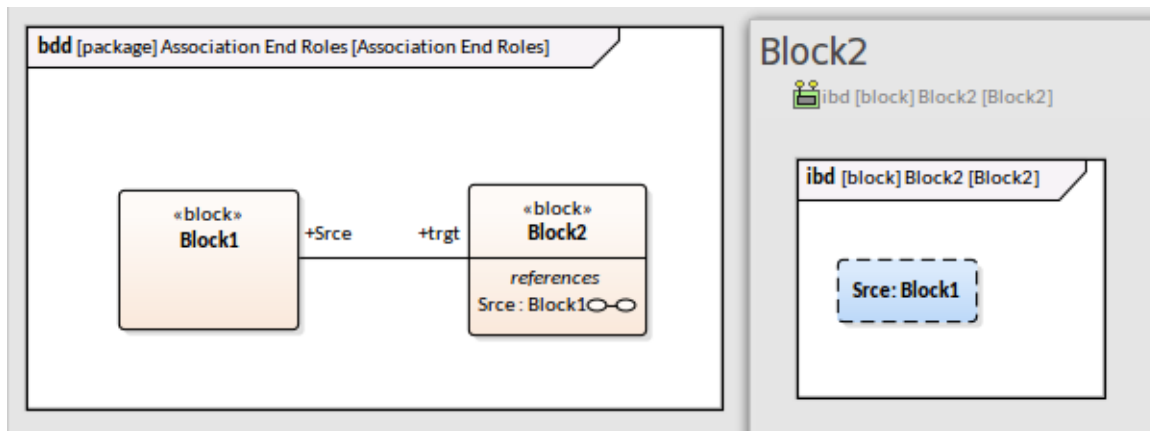 bdd [package] Association End Roles [Association End Roles]
«block»
Block1
+Srce
+trgt
«block»
Block2
references
Srce : Block1
Block2
ibd [block] Block2 [Block2]
ibd [block] Block2 [Block2]
Srce: Block1